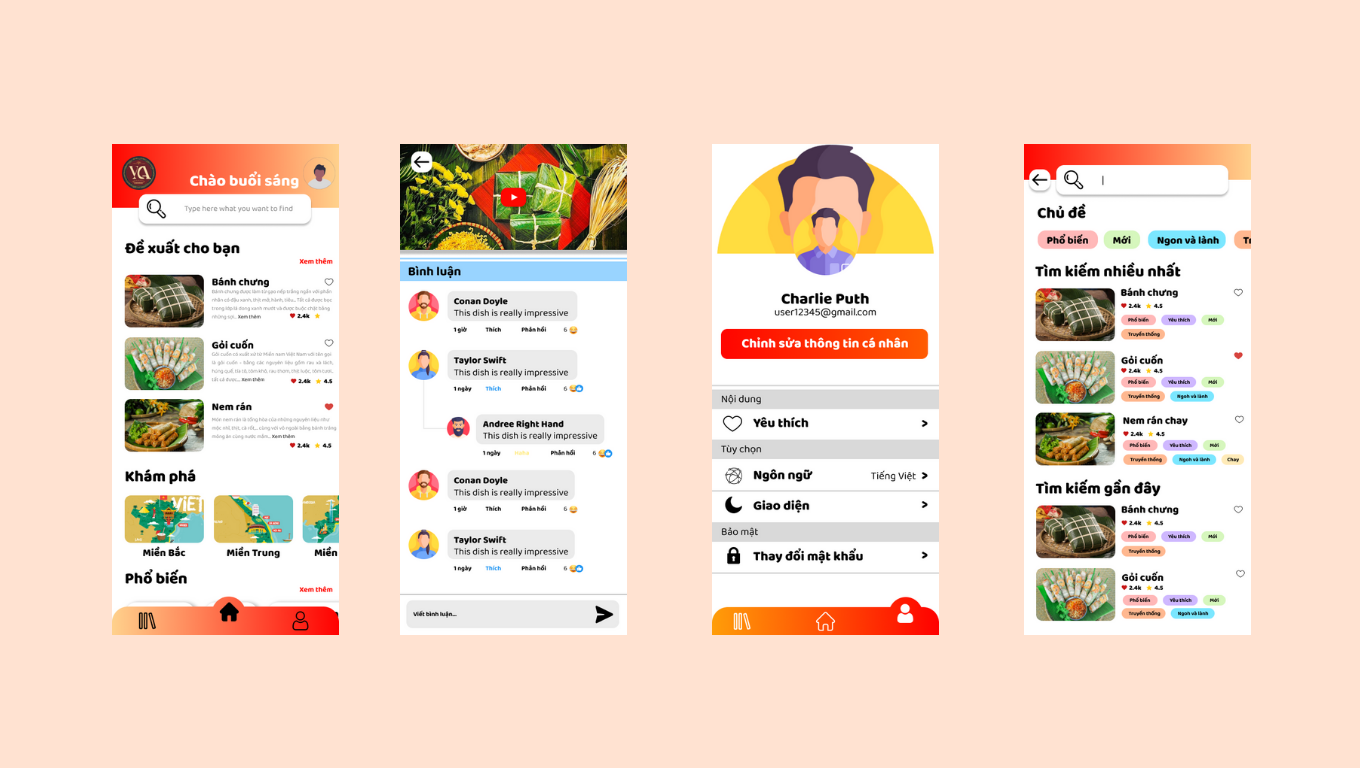 VA
Chào buổi sáng
Type here what you want to find
Đề xuất cho bạn
Xem thêm
Bánh chưng
Xem thêm
2.4k
Gỏi cuốn
Xem thêm
2.4k 4.5
Nem rán
Xem thêm
2.4k 4.5
Khám phá
VIỆT
Miền Bắc
Miền Trung
Miền
Phổ biến
Xem thêm
Bình luận
Conan Doyle
This dish is really impressive
1 giờ Thích Phản hồi 6
Taylor Swift
This dish is really impressive
1 ngày Thích Phản hồi 6
Andree Right Hand
This dish is really impressive
1 ngày Phản hồi 6
Conan Doyle
This dish is really impressive
1 giờ Thích Phản hồi 6
Taylor Swift
This dish is really impressive
1 ngày Thích Phản hồi 6
Viết bình luận...
Charlie Puth
user12345@gmail.com
Chỉnh sửa thông tin cá nhân
Nội dung
Yêu thích >
Tùy chọn
Ngôn ngữ Tiếng Việt >
Giao diện >
Bảo mật
Thay đổi mật khẩu >
Chủ đề
Phổ biến Mới Ngon và lành Tr
Tìm kiếm nhiều nhất
Bánh chưng
2.4k 4.5
Phổ biến Yêu thích Mới
Truyền thống
Gỏi cuốn
2.4k 4.5
Phổ biến Yêu thích Mới
Truyền thống Ngon và lành
Nem rán chay
2.4k 4.5
Phổ biến Yêu thích Mới
Truyền thống Ngon và lành Chay
Tìm kiếm gần đây
Bánh chưng
2.4k 4.5
Phổ biến Yêu thích Mới
Truyền thống
Gỏi cuốn
2.4k 4.5
Phổ biến Yêu thích Mới
Truyền thống Ngon và lành